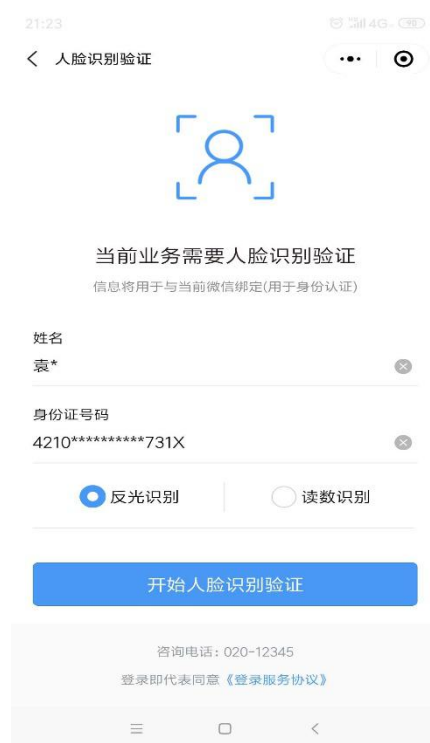 21:23
4G
人脸识别验证
当前业务需要人脸识别验证
信息将用于与当前微信绑定(用于身份认证)
姓名
袁*
身份证号码
4210**********731X
反光识别
读数识别
开始人脸识别验证
咨询电话：020-12345
登录即代表同意《登录服务协议》